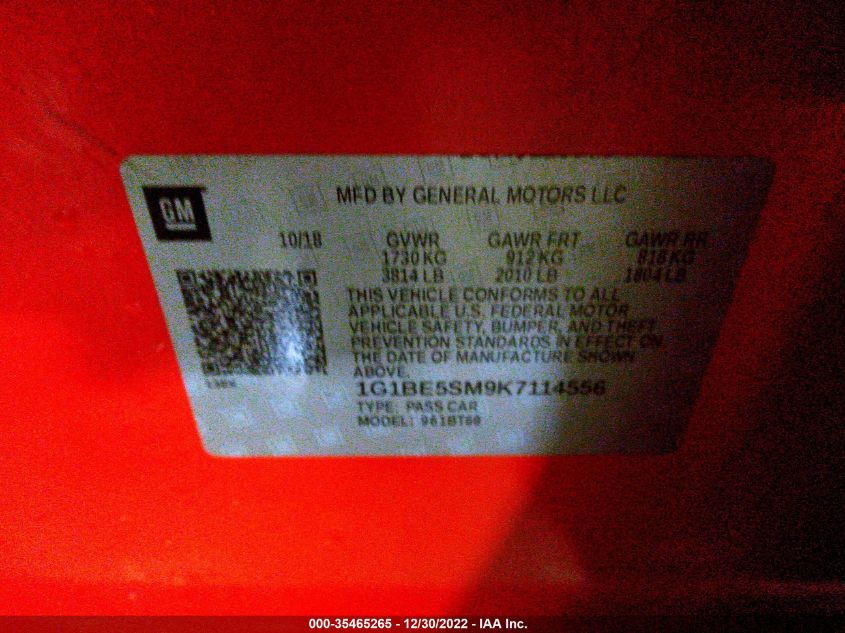 MFD BY GENERAL MOTORS LLC
GM
10/18 GVWR GAWR FRT GAWR RR
1730 KG 912 KG 818 KG
3814 LB 2010 LB 1804 LB
THIS VEHICLE CONFORMS TO ALL
APPLICABLE U.S. FEDERAL MOTOR
VEHICLE SAFETY, BUMPER, AND THEFT
PREVENTION STANDARDS IN EFFECT ON
THE DATE OF MANUFACTURE SHOWN
ABOVE.
1G1BE5SM9K7114556
TYPE: PASS CAR
MODEL:
000-35465265 - 12/30/2022 - IAA Inc.